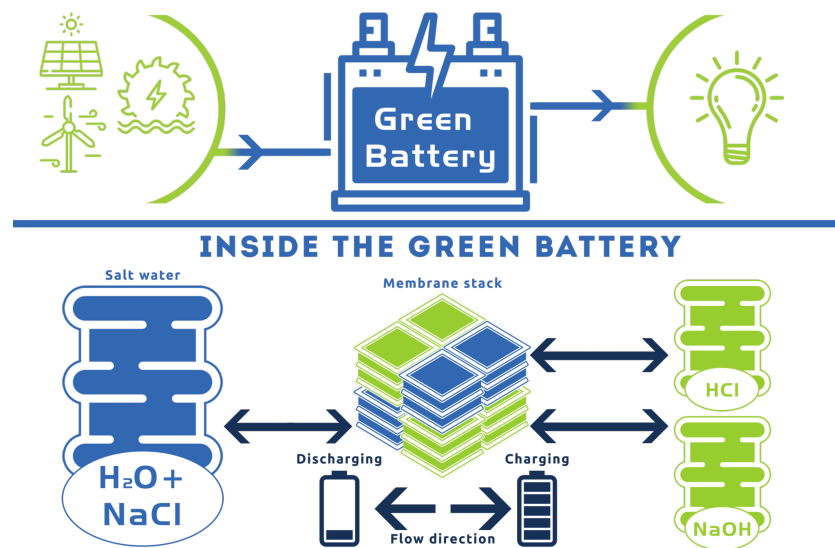 Green
Battery
INSIDE THE GREEN BATTERY
Salt water
Membrane stack
H₂O +
NaCl
HCl
NaOH
Discharging
Charging
Flow direction